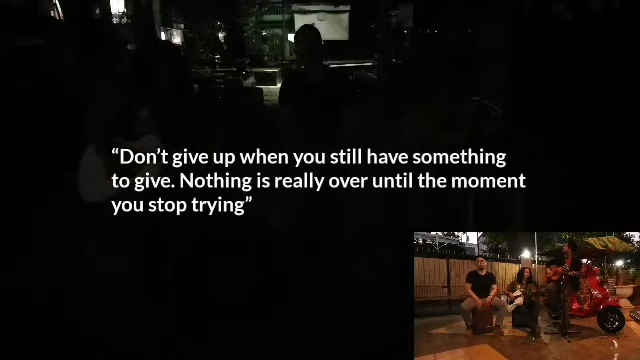 “Don’t give up when you still have something
to give. Nothing is really over until the moment
you stop trying”